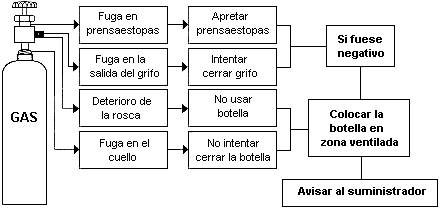 GAS
Fuga en
prensaestopas
Apretar
prensaestopas
Fuga en la
salida del grifo
Intentar
cerrar grifo
Si fuese
negativo
Deterioro de
la rosca
No usar
botella
Fuga en el
cuello
No intentar
cerrar la botella
Colocar la
botella en
zona ventilada
Avisar al suministrador